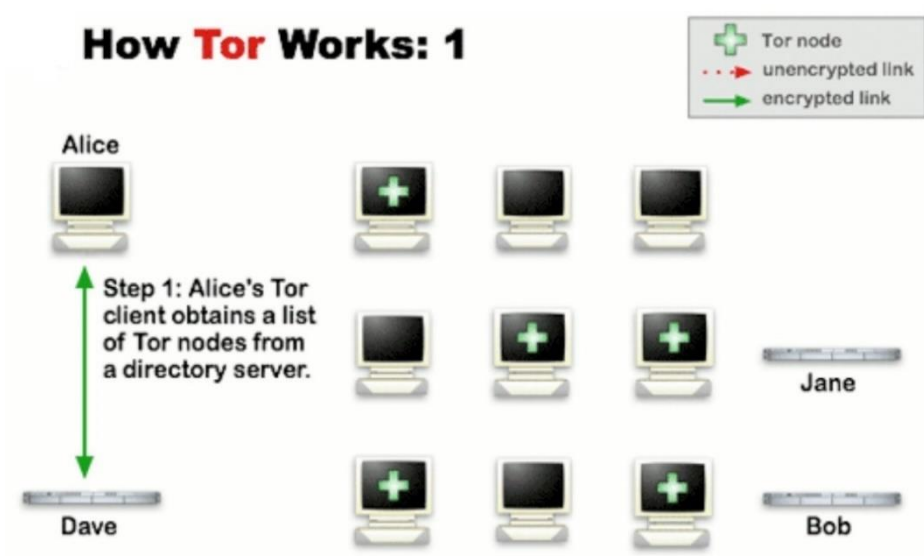 How Tor Works: 1
Tor node
unencrypted link
encrypted link
Alice
Step 1: Alice's Tor
client obtains a list
of Tor nodes from
a directory server.
Jane
Dave
Bob